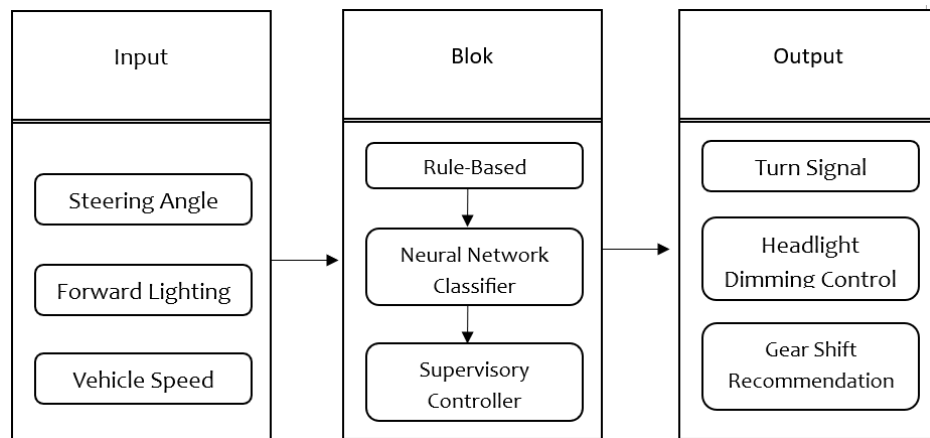 Input
Steering Angle
Forward Lighting
Vehicle Speed
Blok
Rule-Based
Neural Network
Classifier
Supervisory
Controller
Output
Turn Signal
Headlight
Dimming Control
Gear Shift
Recommendation